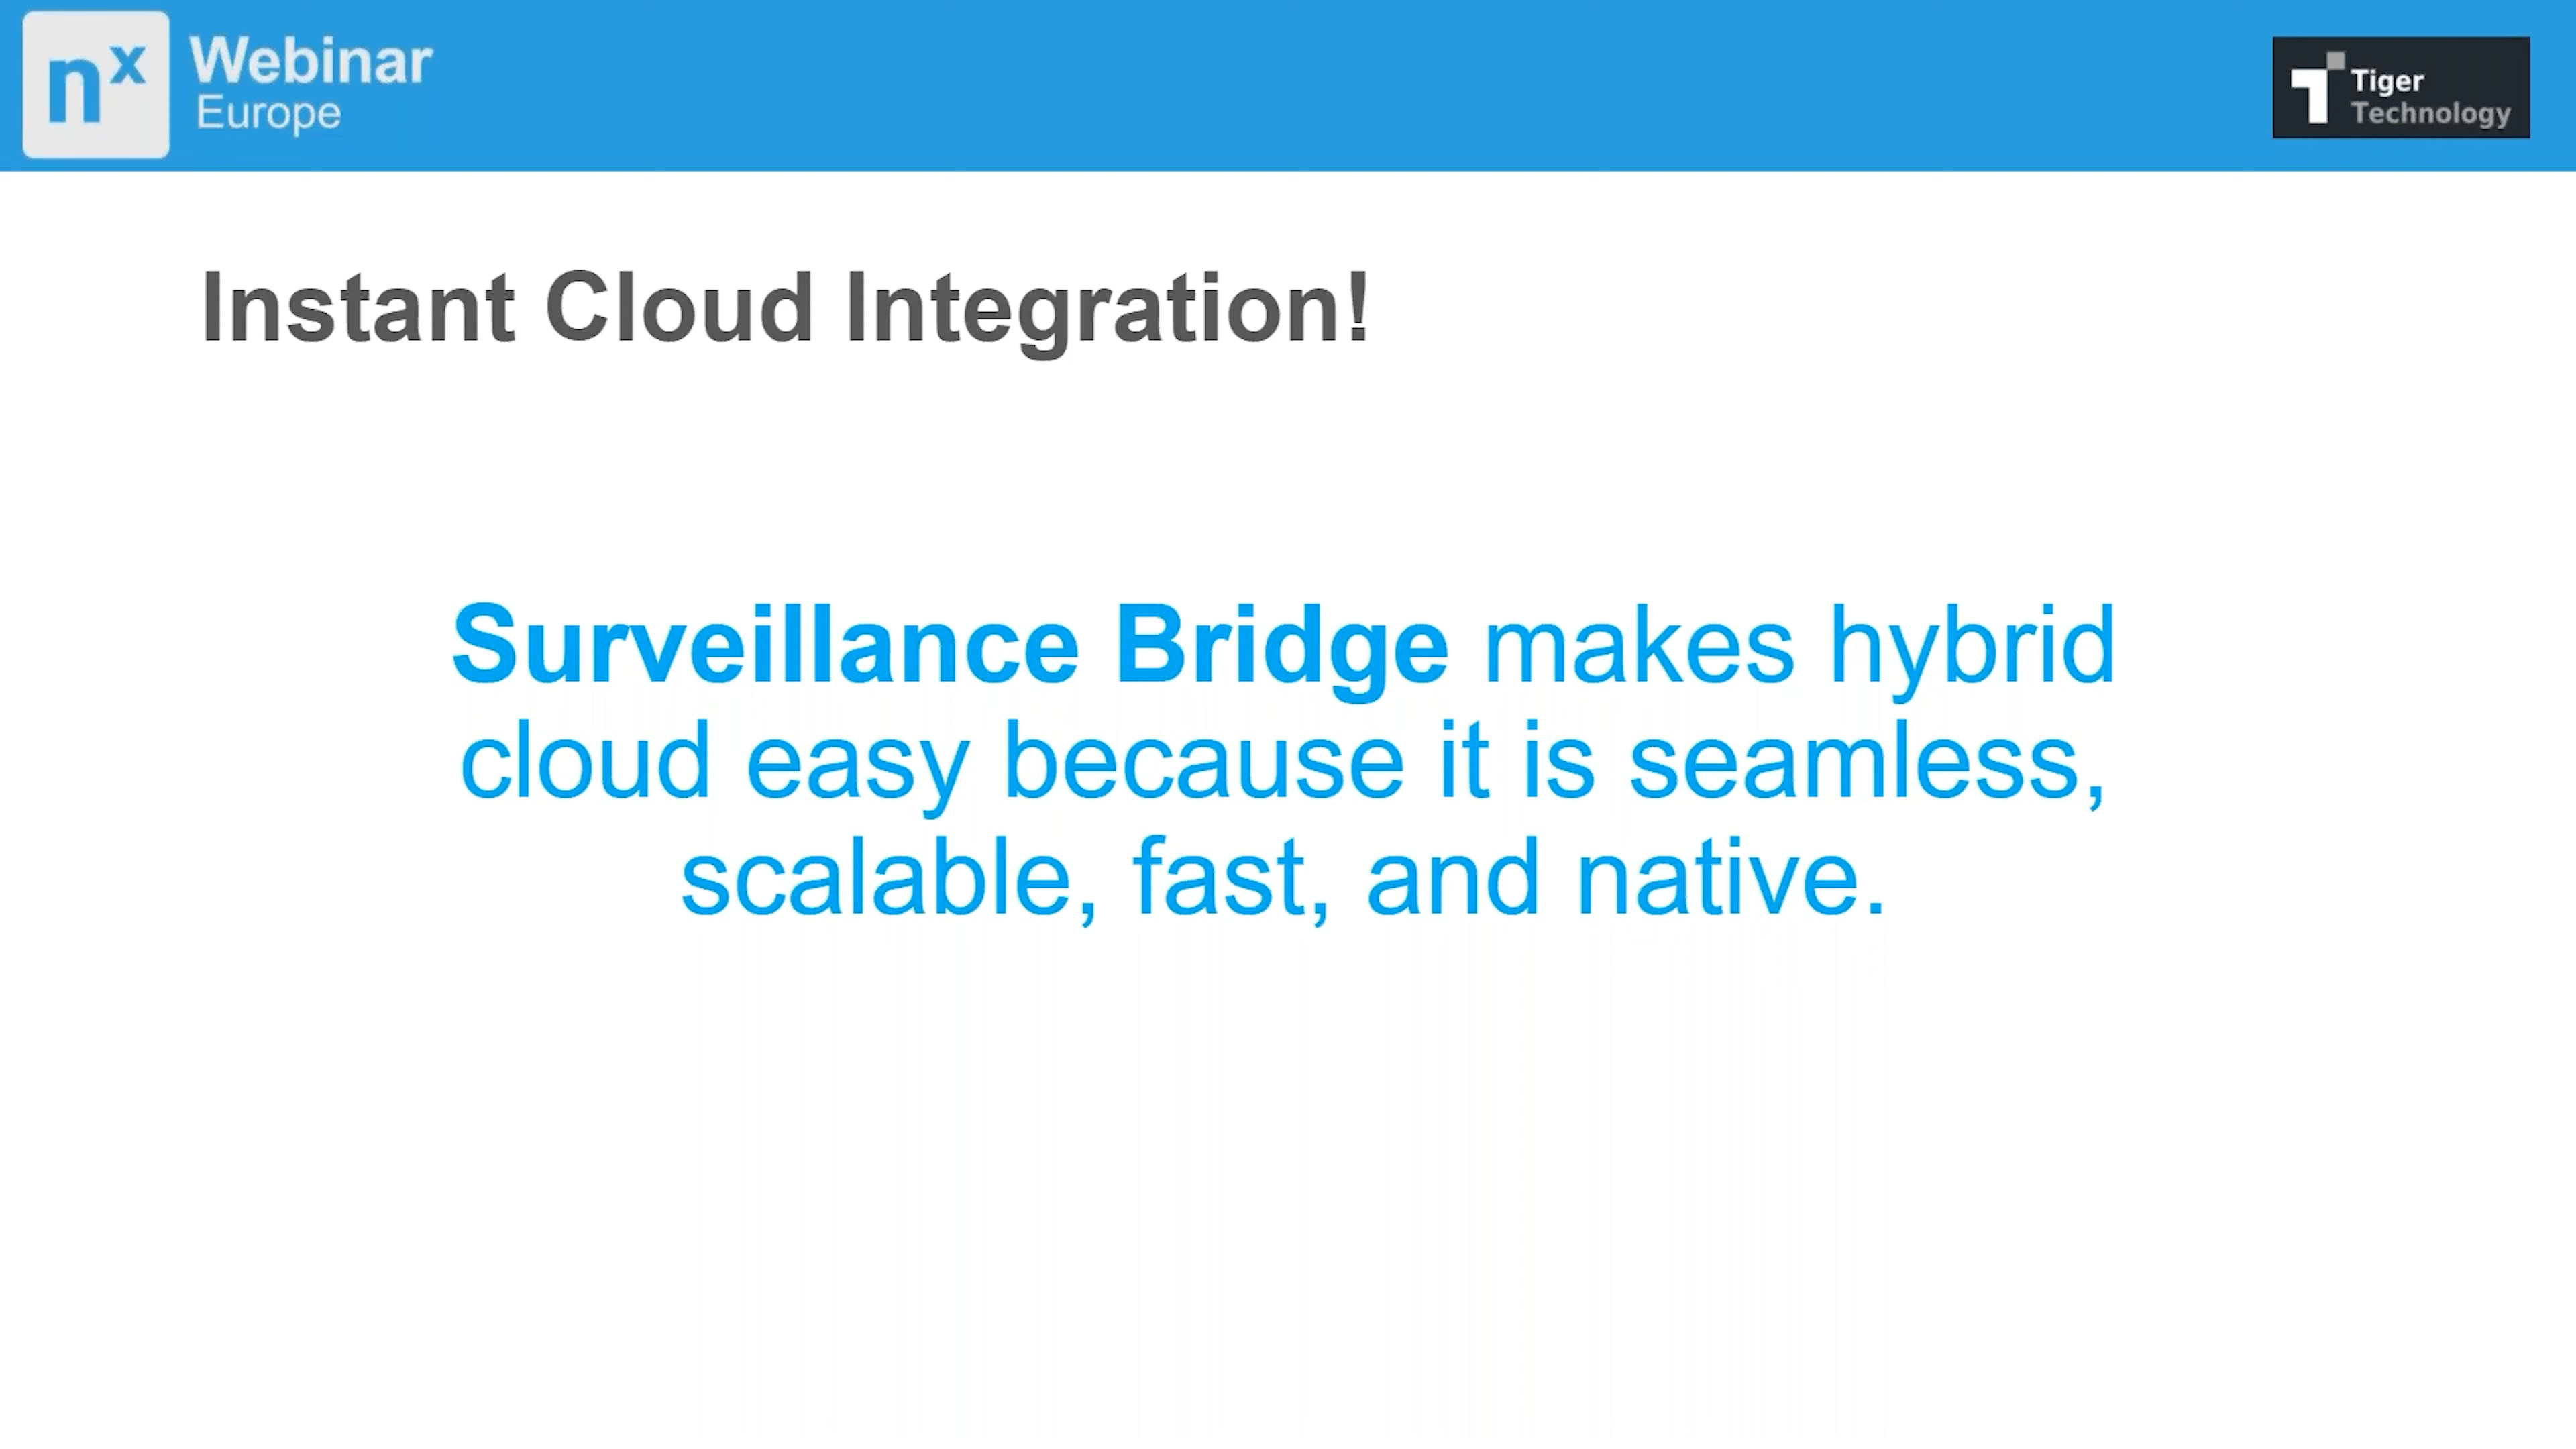 nx Webinar
Europe
Tiger
Technology
Instant Cloud Integration!
Surveillance Bridge makes hybrid
cloud easy because it is seamless,
scalable, fast, and native.